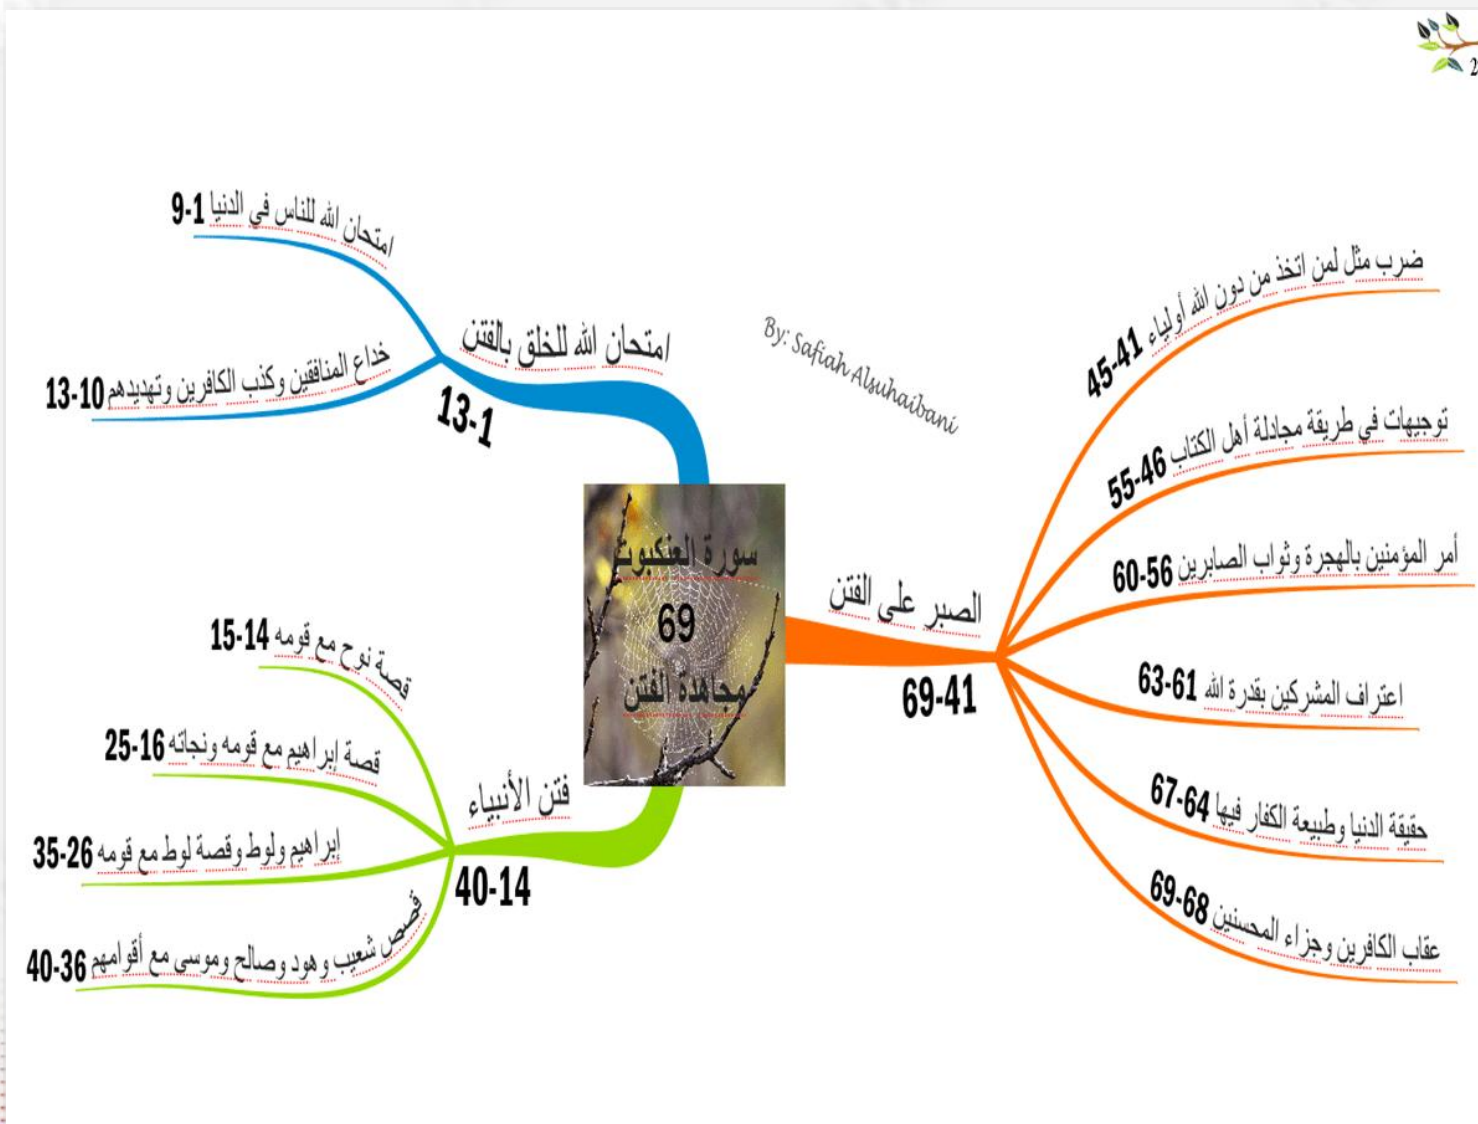 سورة العنكبوت
69
مجاهدة الفتن
امتحان الله للخلق بالفتن
13-1
امتحان الله للناس في الدنيا 1-9
خداع المنافقين وكذب الكافرين وتهديدهم 10-13
فتن الأنبياء
40-14
قصة نوح مع قومه 14-15
قصة إبراهيم مع قومه ونجاته 16-25
إبراهيم ولوط وقصة لوط مع قومه 26-35
قصص شعيب وهود وصالح وموسى مع أقوامهم 36-40
الصبر على الفتن
69-41
ضرب مثل لمن اتخذ من دون الله أولياء 41-45
توجيهات في طريقة مجادلة أهل الكتاب 46-55
أمر المؤمنين بالهجرة وثواب الصابرين 56-60
اعتراف المشركين بقدرة الله 61-63
حقيقة الدنيا وطبيعة الكفار فيها 64-67
عقاب الكافرين وجزاء المحسنين 68-69
By: Safiah Alsuhaibani